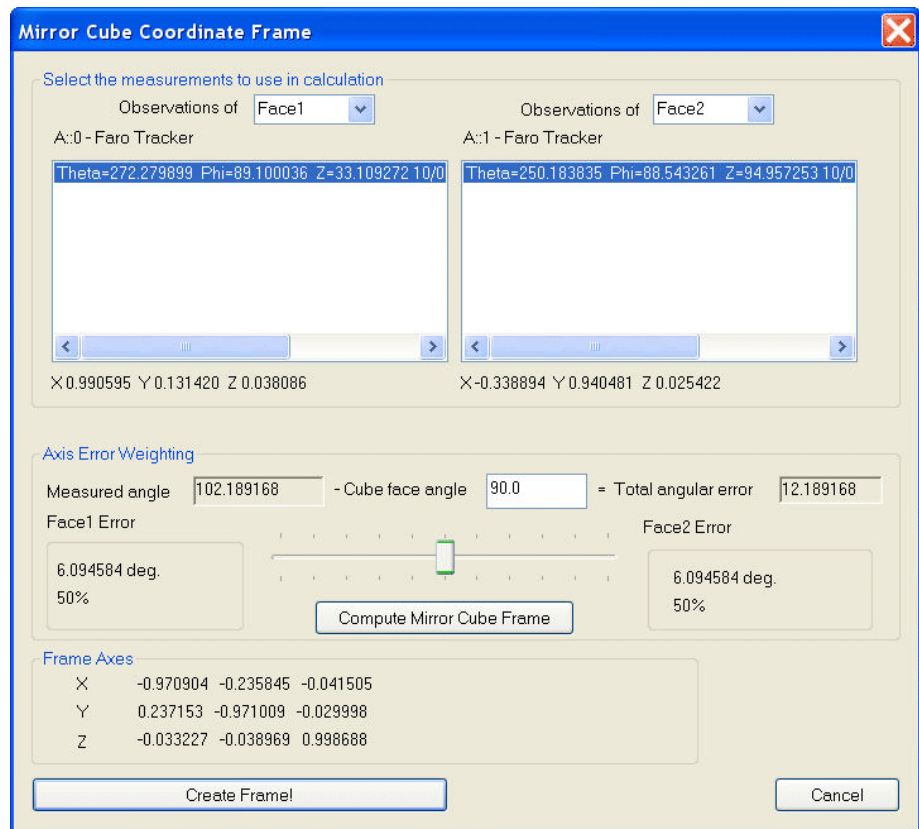 Mirror Cube Coordinate Frame
Select the measurements to use in calculation
Observations of Face1
Observations of Face2
A::0 - Faro Tracker
A::1 - Faro Tracker
Theta=272.279899 Phi=89.100036 Z=33.109272 10/0
Theta=250.183835 Phi=88.543261 Z=94.957253 10/0
X 0.990595 Y 0.131420 Z 0.038086
X -0.338894 Y 0.940481 Z 0.025422
Axis Error Weighting
Measured angle 102.189168 - Cube face angle 90.0 = Total angular error 12.189168
Face1 Error
Face2 Error
6.094584 deg.
50%
6.094584 deg.
50%
Compute Mirror Cube Frame
Frame Axes
X -0.970904 -0.235845 -0.041505
Y 0.237153 -0.971009 -0.029998
Z -0.033227 -0.038969 0.998688
Create Frame!
Cancel